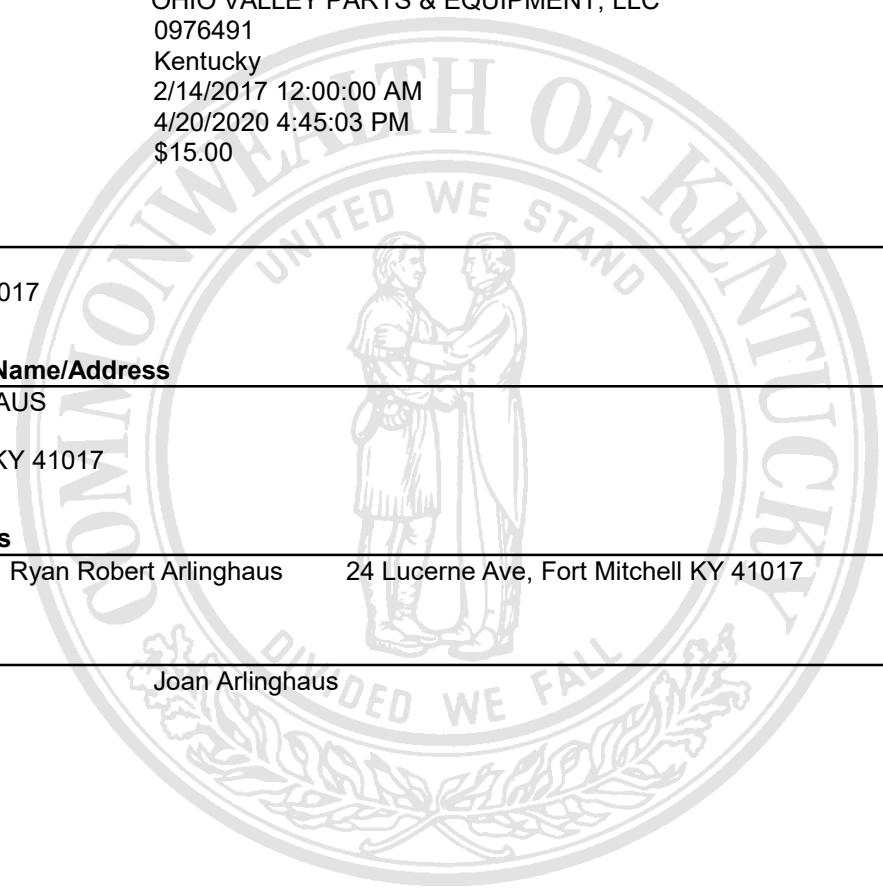 OHIO VALLEY PARTS & EQUIPMENT, LLC
0976491
Kentucky
2/14/2017 12:00:00 AM
4/20/2020 4:45:03 PM
$15.00
017
Name/Address
AUS
KY 41017
s
Ryan Robert Arlinghaus 24 Lucerne Ave, Fort Mitchell KY 41017
Joan Arlinghaus
COMMONWEALTH OF KENTUCKY
UNITED WE STAND
DIVIDED WE FALL